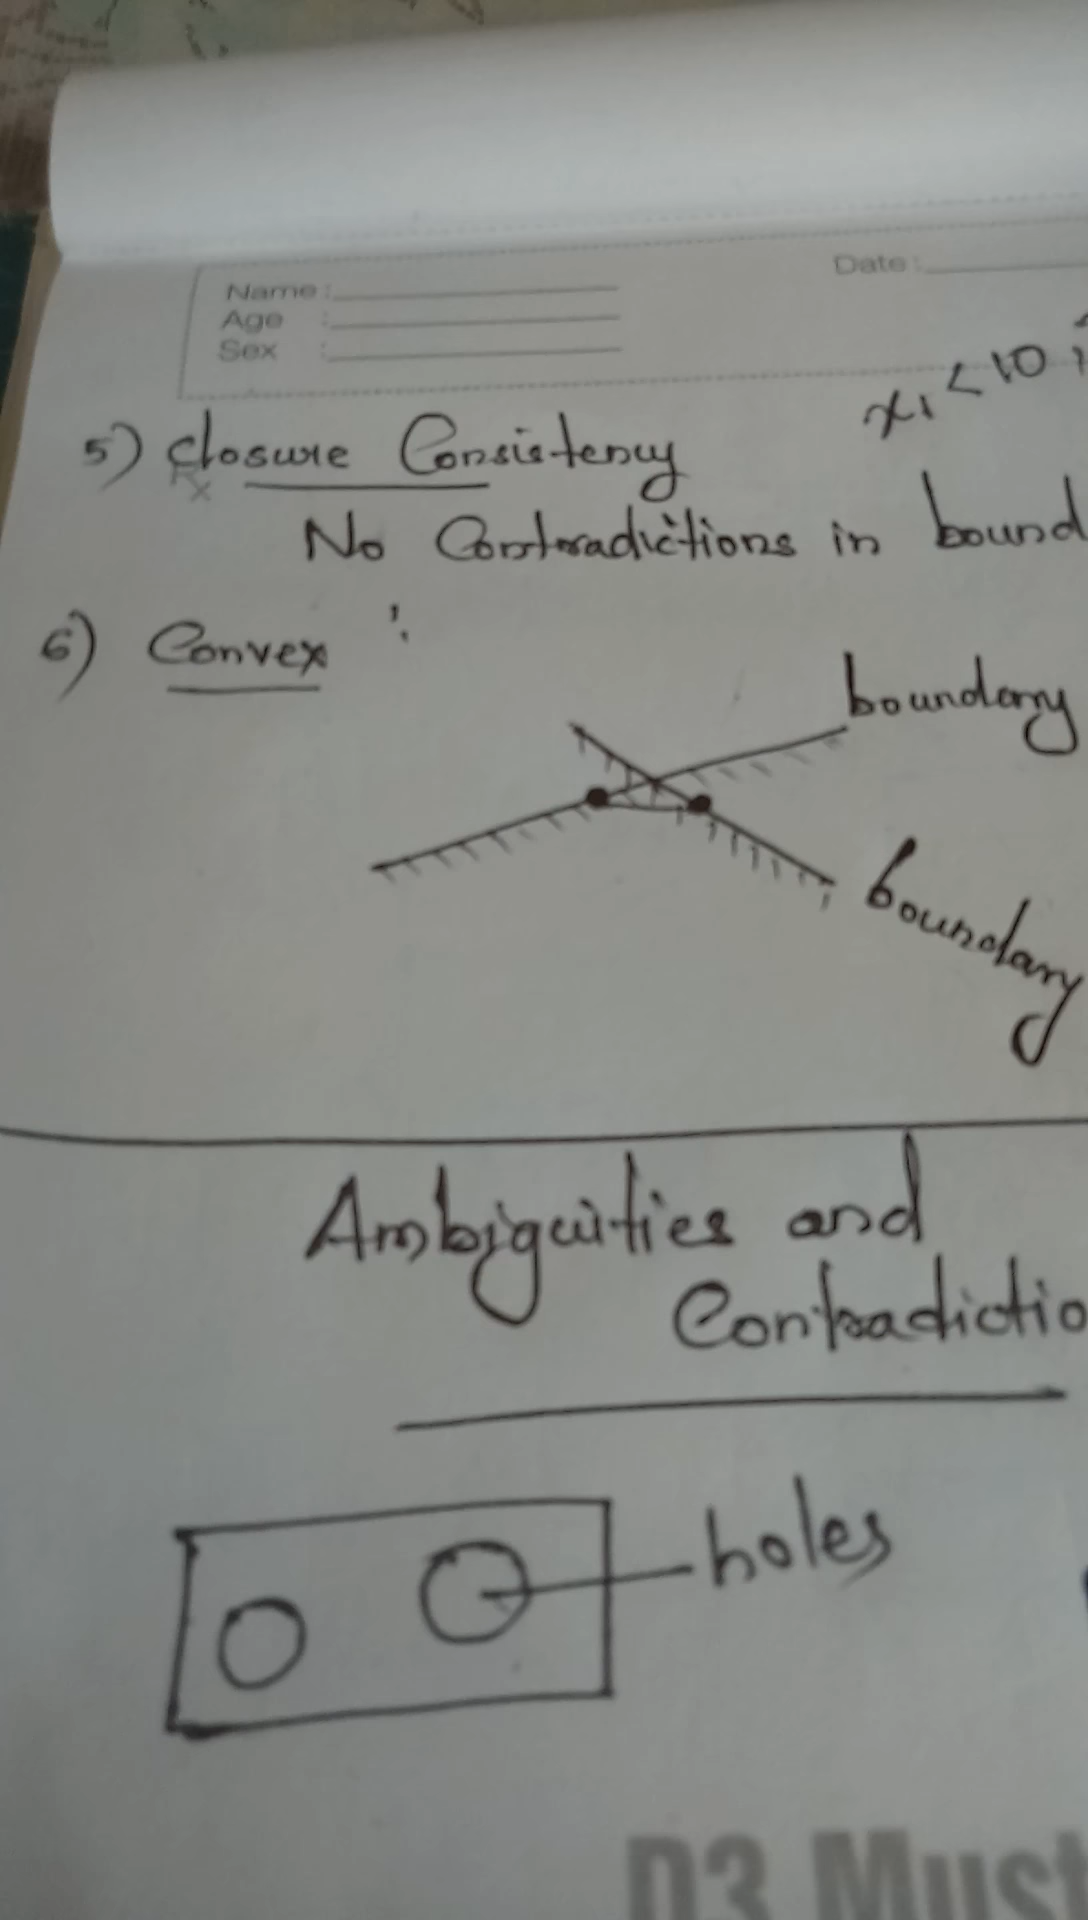 Name :
Date :
Age :
Sex :
x₁ < 10
5) Closure Consistency
Rx
No Contradictions in bound
6) Convex :
boundary
boundary
Ambiguities and
Contradictio
holes
D3 Must